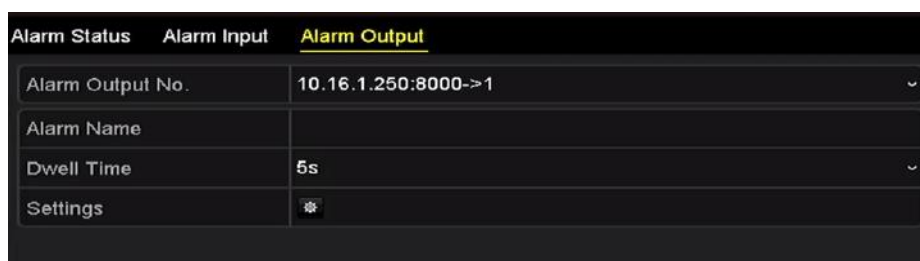 Alarm Status Alarm Input Alarm Output
Alarm Output No. 10.16.1.250:8000->1
Alarm Name
Dwell Time 5s
Settings